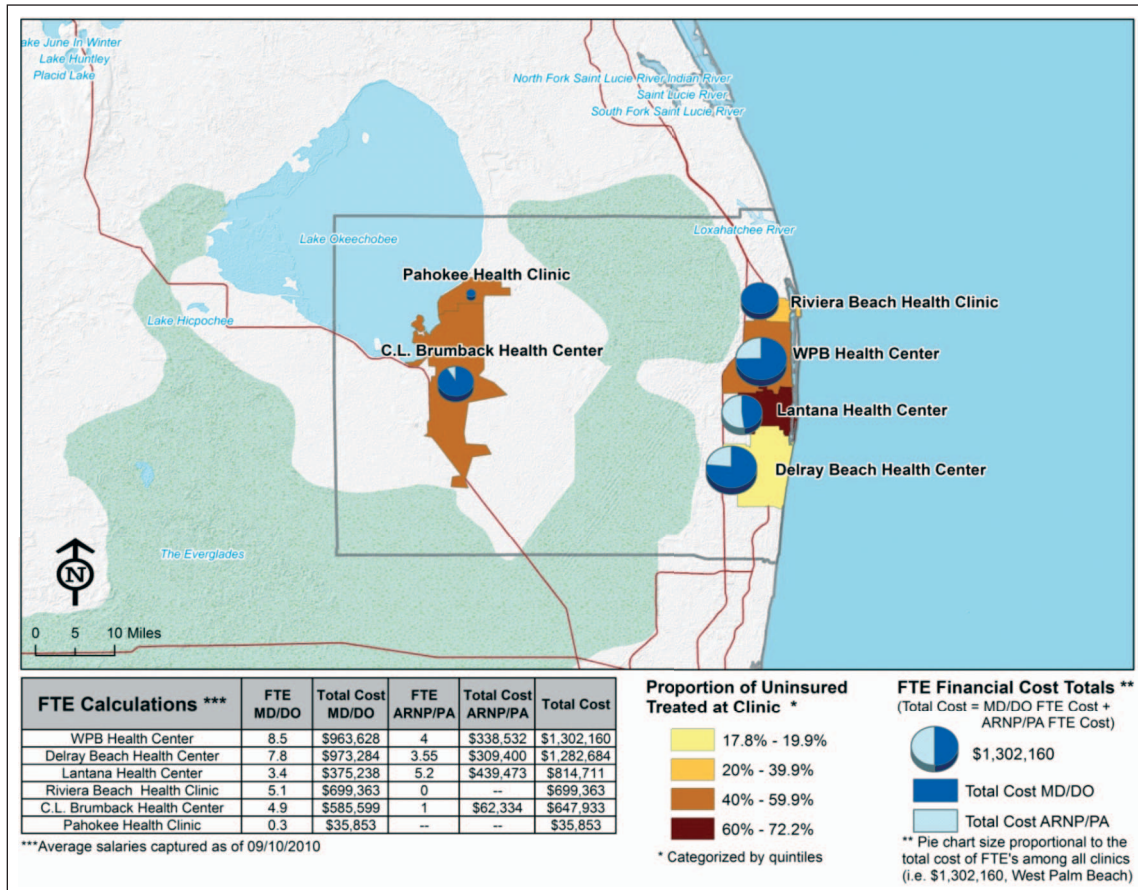 ake June In Winter
Lake Huntley
Placid Lake
North Fork Saint Lucie River Indian River
Saint Lucie River
South Fork Saint Lucie River
Loxahatchee River
Lake Okeechobee
Pahokee Health Clinic
Riviera Beach Health Clinic
Lake Hicpochee
C.L. Brumback Health Center
WPB Health Center
Lantana Health Center
Delray Beach Health Center
The Everglades
N
0 5 10 Miles
FTE Calculations *** FTE MD/DO Total Cost MD/DO FTE ARNP/PA Total Cost ARNP/PA Total Cost
WPB Health Center 8.5 $963,628 4 $338,532 $1,302,160
Delray Beach Health Center 7.8 $973,284 3.55 $309,400 $1,282,684
Lantana Health Center 3.4 $375,238 5.2 $439,473 $814,711
Riviera Beach Health Clinic 5.1 $699,363 0 -- $699,363
C.L. Brumback Health Center 4.9 $585,599 1 $62,334 $647,933
Pahokee Health Clinic 0.3 $35,853 -- -- $35,853
***Average salaries captured as of 09/10/2010
Proportion of Uninsured
Treated at Clinic *
17.8% - 19.9%
20% - 39.9%
40% - 59.9%
60% - 72.2%
* Categorized by quintiles
FTE Financial Cost Totals **
(Total Cost = MD/DO FTE Cost +
ARNP/PA FTE Cost)
$1,302,160
Total Cost MD/DO
Total Cost ARNP/PA
** Pie chart size proportional to the
total cost of FTE's among all clinics
(i.e. $1,302,160, West Palm Beach)